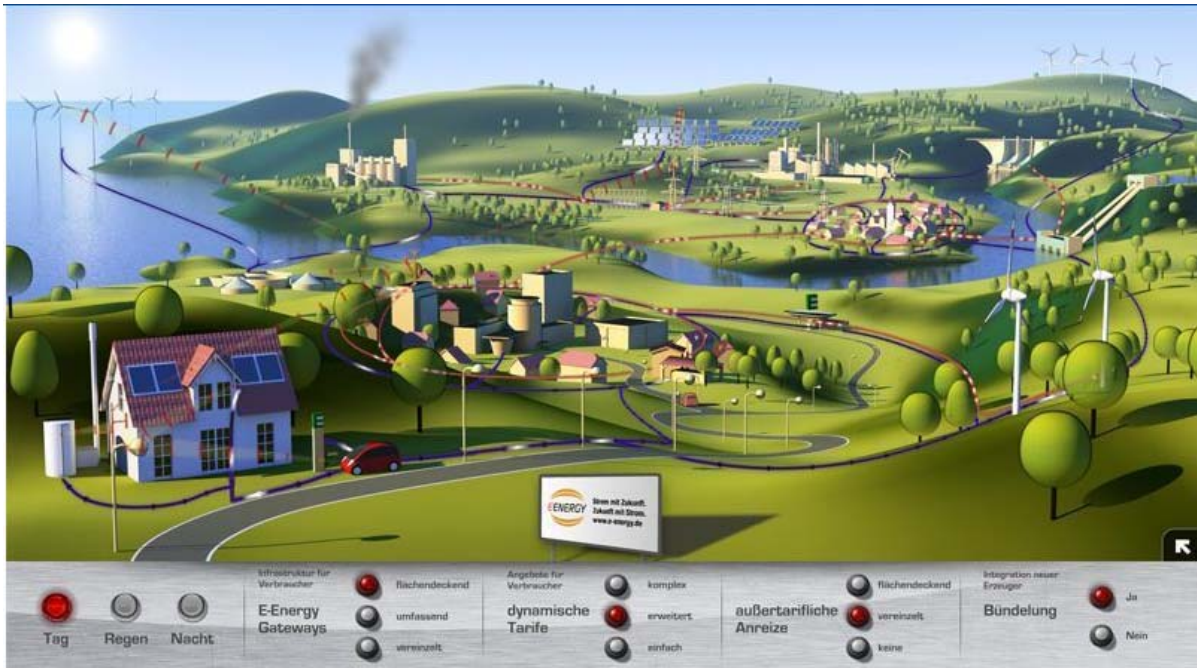 E
E
E-ENERGY
Strom mit Zukunft.
Zukunft mit Strom.
www.e-energy.de
Tag
Regen
Nacht
Infrastruktur für
Verbraucher
E-Energy
Gateways
flächendeckend
umfassend
vereinzelt
Angebote für
Verbraucher
dynamische
Tarife
komplex
erweitert
einfach
außertarifliche
Anreize
flächendeckend
vereinzelt
keine
Integration neuer
Erzeuger
Bündelung
Ja
Nein